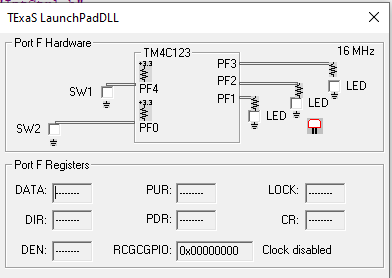 TExaS LaunchPadDLL
Port F Hardware
TM4C123
16 MHz
+3.3
PF3
SW1
PF4
PF2
LED
+3.3
PF1
LED
SW2
PF0
LED
Port F Registers
DATA: -------- PUR: -------- LOCK: --------
DIR: -------- PDR: -------- CR: --------
DEN: -------- RCGCGPIO: 0x00000000 Clock disabled